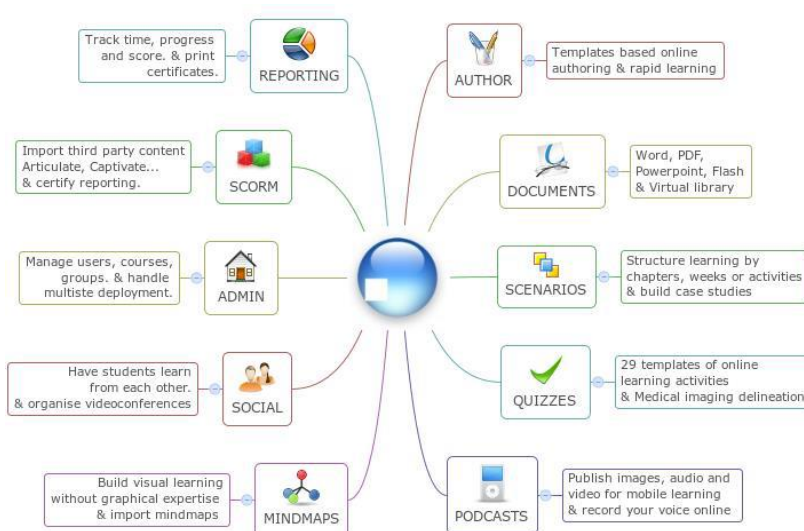 Track time, progress
and score. & print
certificates.
REPORTING
AUTHOR
Templates based online
authoring & rapid learning
Import third party content
Articulate, Captivate...
& certify reporting.
SCORM
DOCUMENTS
Word, PDF,
Powerpoint, Flash
& Virtual library
Manage users, courses,
groups. & handle
multiste deployment.
ADMIN
SCENARIOS
Structure learning by
chapters, weeks or activities
& build case studies
Have students learn
from each other.
& organise videoconferences
SOCIAL
QUIZZES
29 templates of online
learning activities
& Medical imaging delineation
Build visual learning
without graphical expertise
& import mindmaps
MINDMAPS
PODCASTS
Publish images, audio and
video for mobile learning
& record your voice online